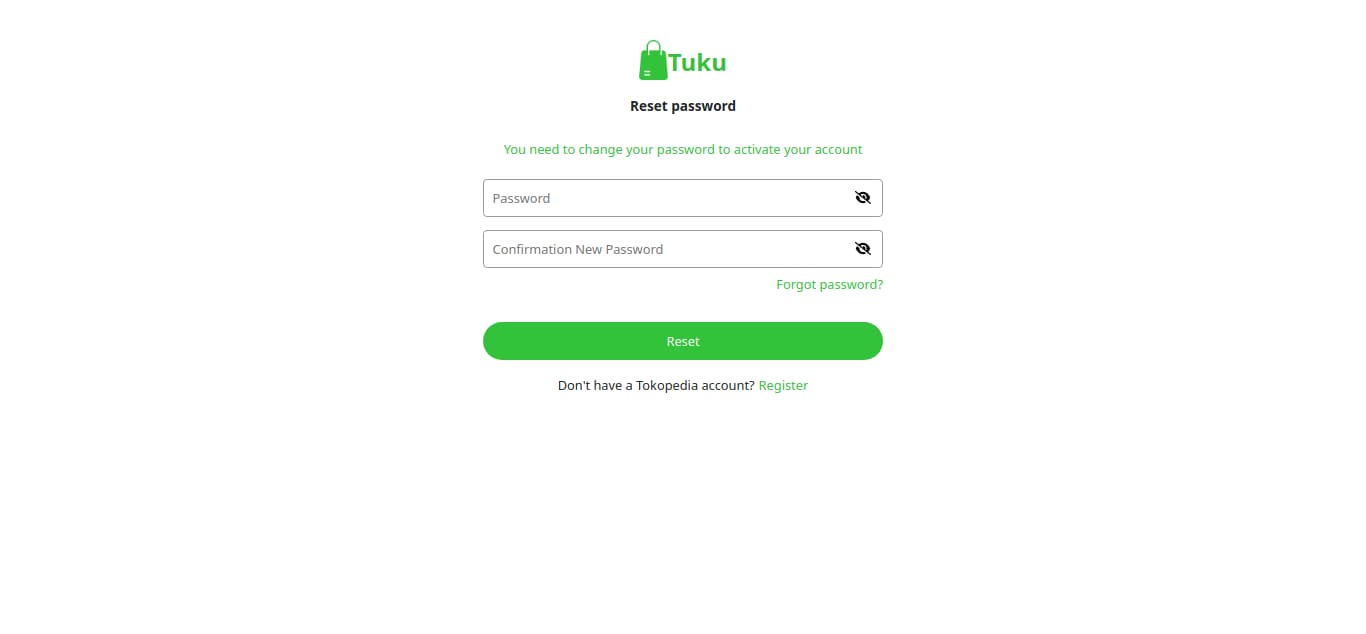 Tuku
Reset password
You need to change your password to activate your account
Password
Confirmation New Password
Forgot password?
Reset
Don't have a Tokopedia account? Register